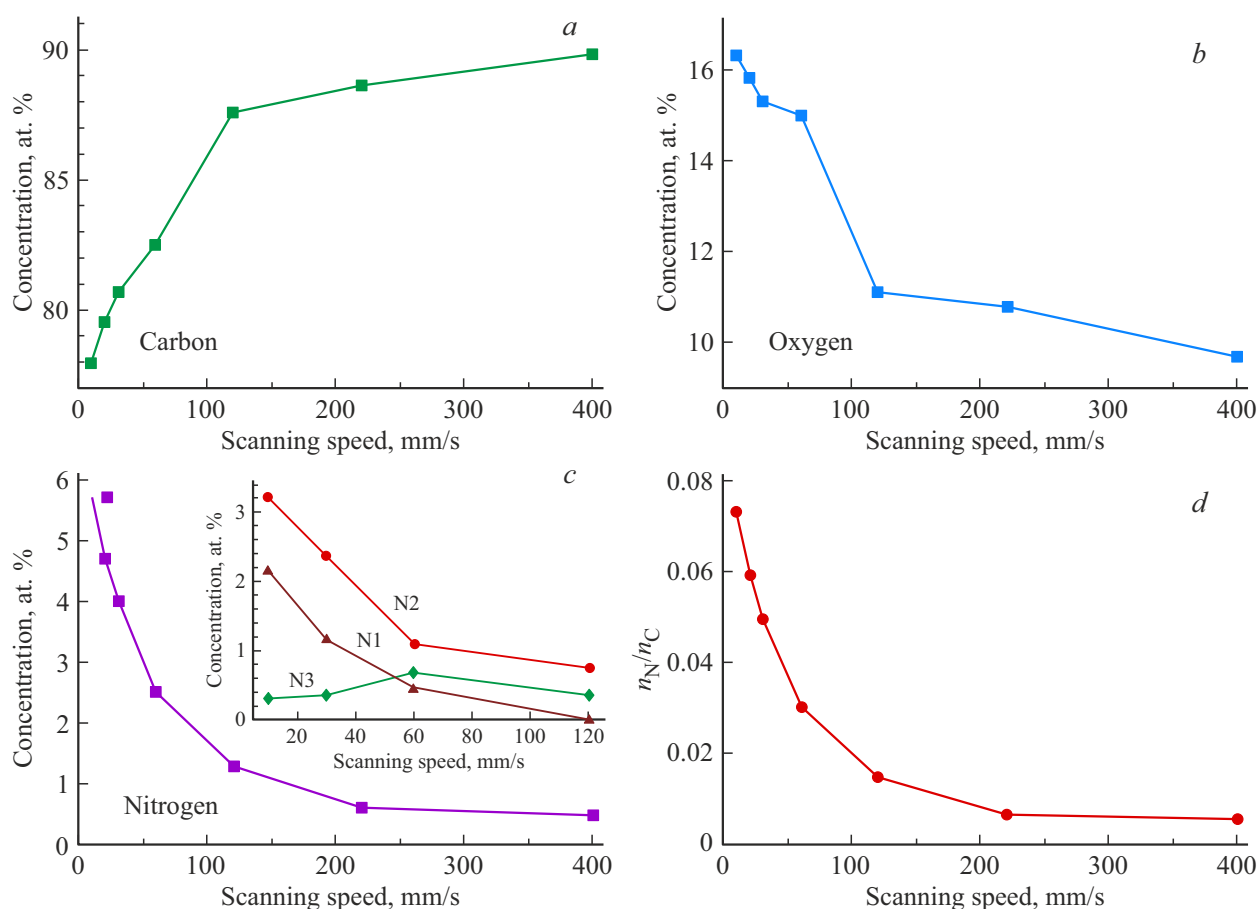 a
Concentration, at. %
90
85
80
Carbon
0 100 200 300 400
Scanning speed, mm/s
b
Concentration, at. %
16
14
12
10
Oxygen
0 100 200 300 400
Scanning speed, mm/s
c
Concentration, at. %
6
5
4
3
2
1
0
Nitrogen
0 100 200 300 400
Scanning speed, mm/s
Concentration, at. %
3
2
1
0
N2
N1
N3
20 40 60 80 100 120
Scanning speed, mm/s
d
nN/nC
0.08
0.06
0.04
0.02
0
0 100 200 300 400
Scanning speed, mm/s